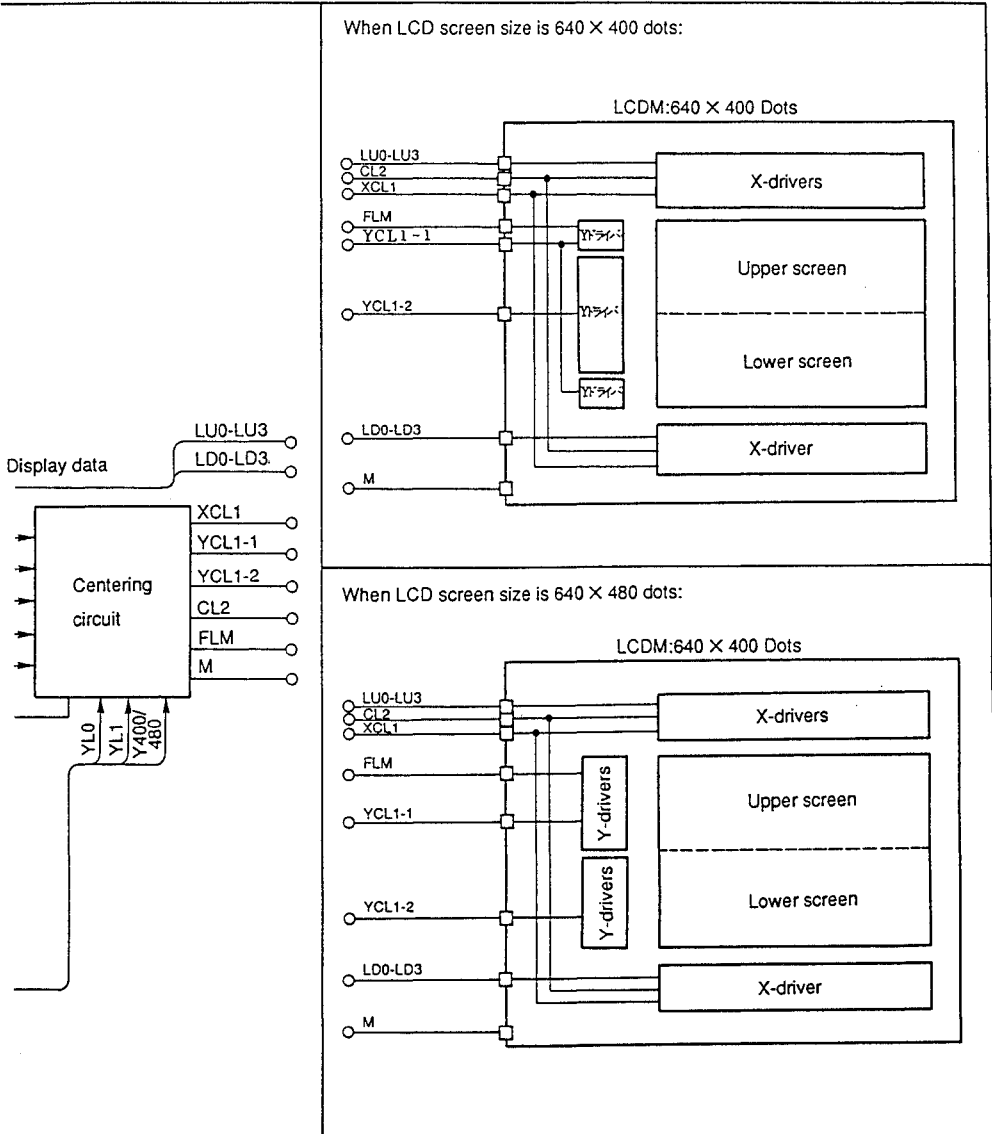 Display data
LU0-LU3
LD0-LD3
XCL1
YCL1-1
YCL1-2
CL2
FLM
M
Centering
circuit
YL0
YL1
Y400/
480
When LCD screen size is 640 × 400 dots:
LCDM:640 × 400 Dots
LU0-LU3
CL2
XCL1
FLM
YCL1-1
YCL1-2
LD0-LD3
M
X-drivers
Yドライバ
Yドライバ
Yドライバ
Upper screen
Lower screen
X-driver
When LCD screen size is 640 × 480 dots:
LCDM:640 × 400 Dots
LU0-LU3
CL2
XCL1
FLM
YCL1-1
YCL1-2
LD0-LD3
M
X-drivers
Y-drivers
Y-drivers
Upper screen
Lower screen
X-driver